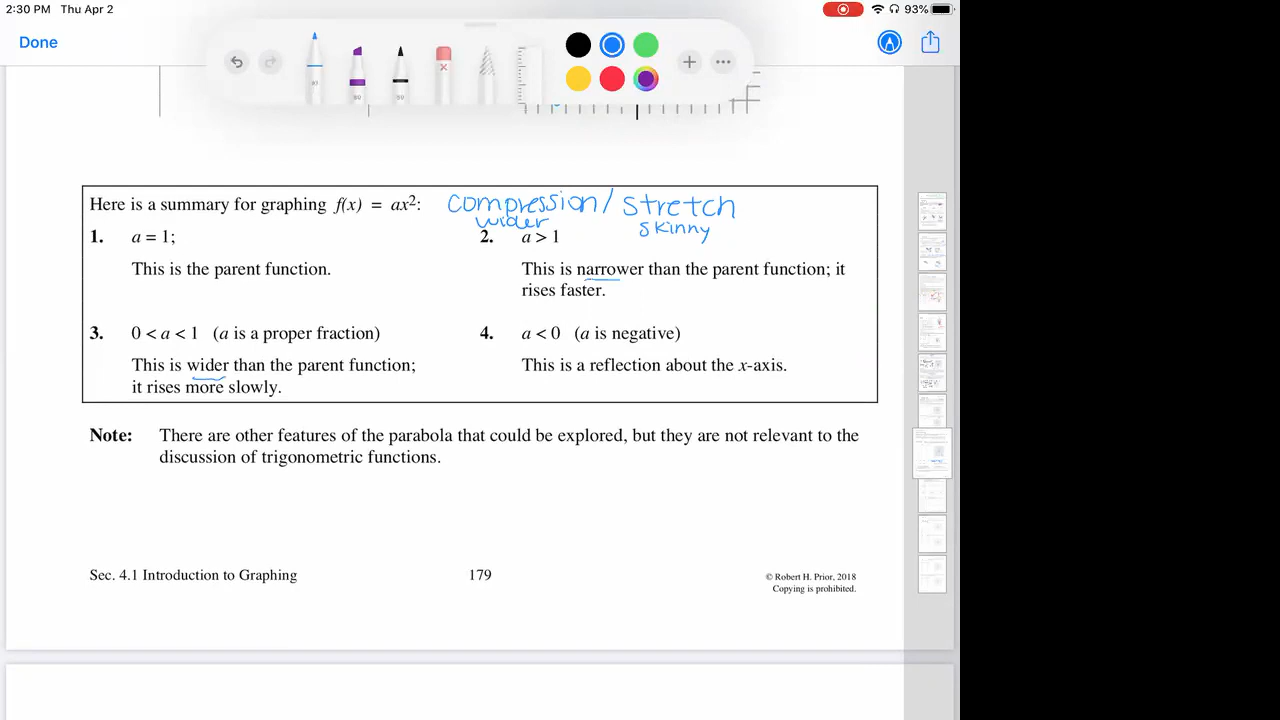 2:30 PM Thu Apr 2
93%
Done
Here is a summary for graphing f(x) = ax²:
compression / stretch
wider
skinny
1. a = 1;
This is the parent function.
2. a > 1
This is narrower than the parent function; it
rises faster.
3. 0 < a < 1 (a is a proper fraction)
This is wider than the parent function;
it rises more slowly.
4. a < 0 (a is negative)
This is a reflection about the x-axis.
Note: There are other features of the parabola that could be explored, but they are not relevant to the
discussion of trigonometric functions.
Sec. 4.1 Introduction to Graphing
179
© Robert H. Prior, 2018
Copying is prohibited.